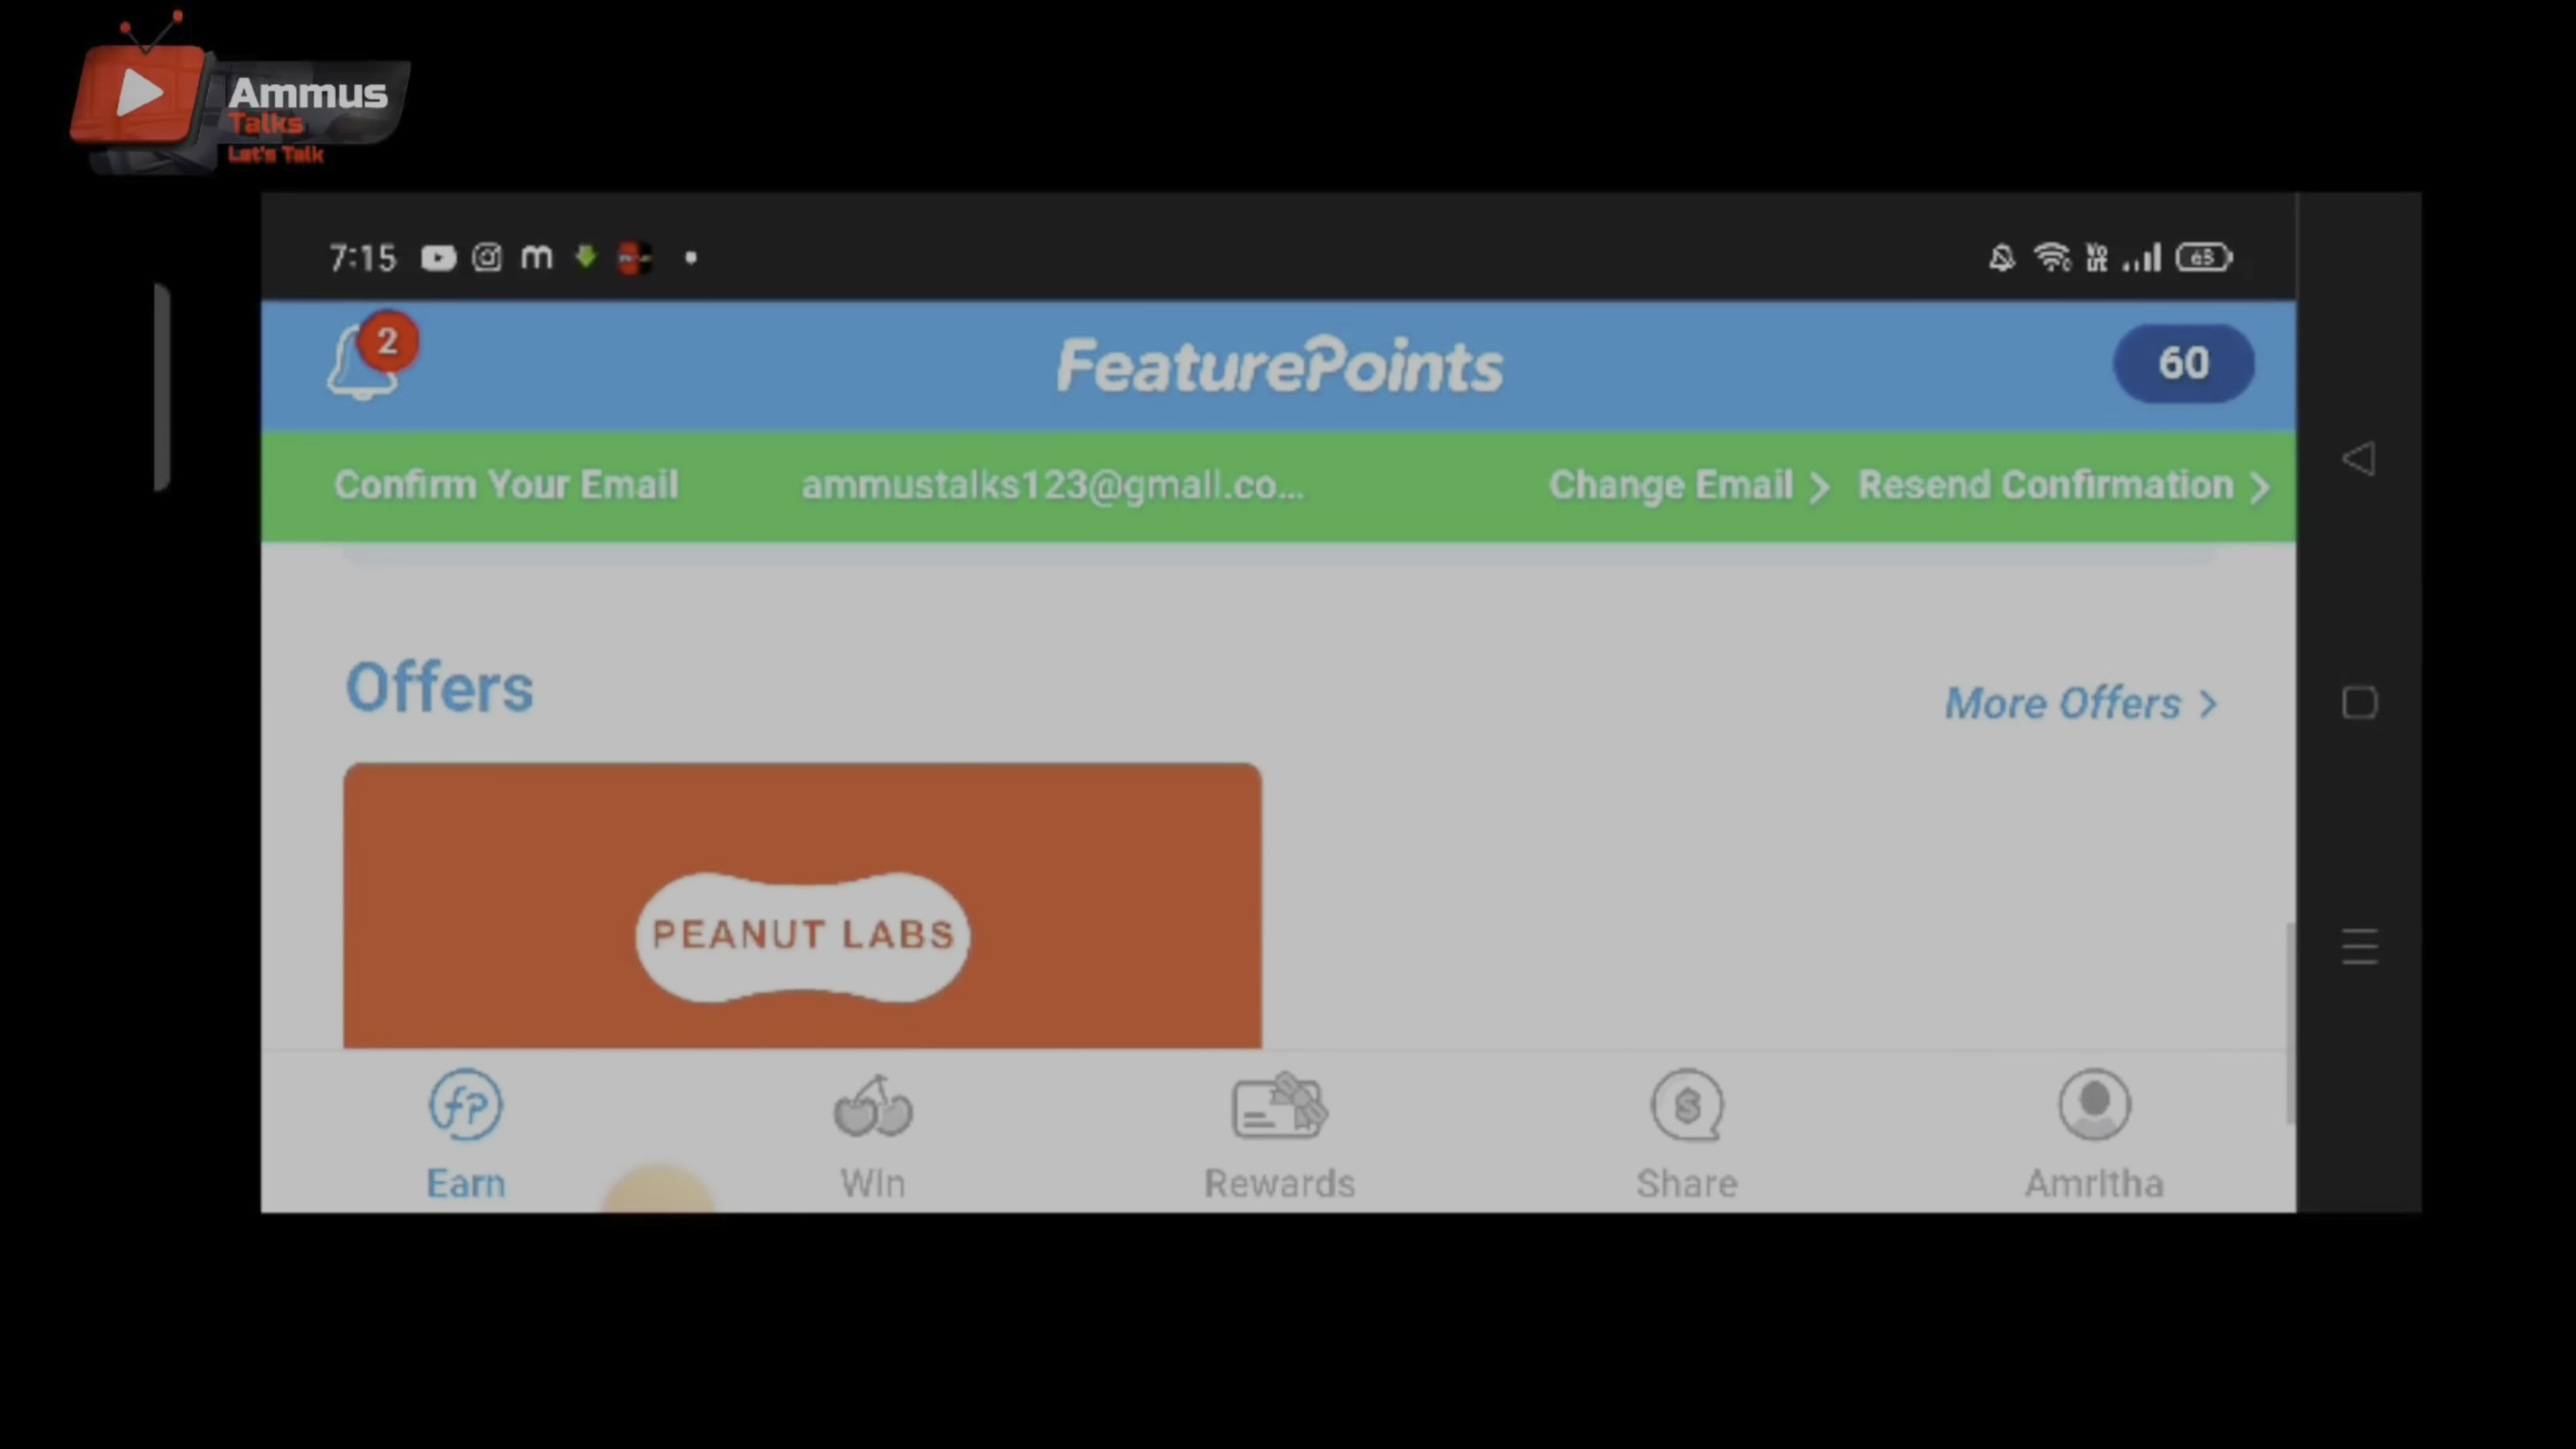 Ammus
Talks
Let's Talk
7:15
63
2
FeaturePoints
60
Confirm Your Email ammustalks123@gmail.co... Change Email > Resend Confirmation >
Offers
More Offers >
PEANUT LABS
Earn Win Rewards Share Amritha